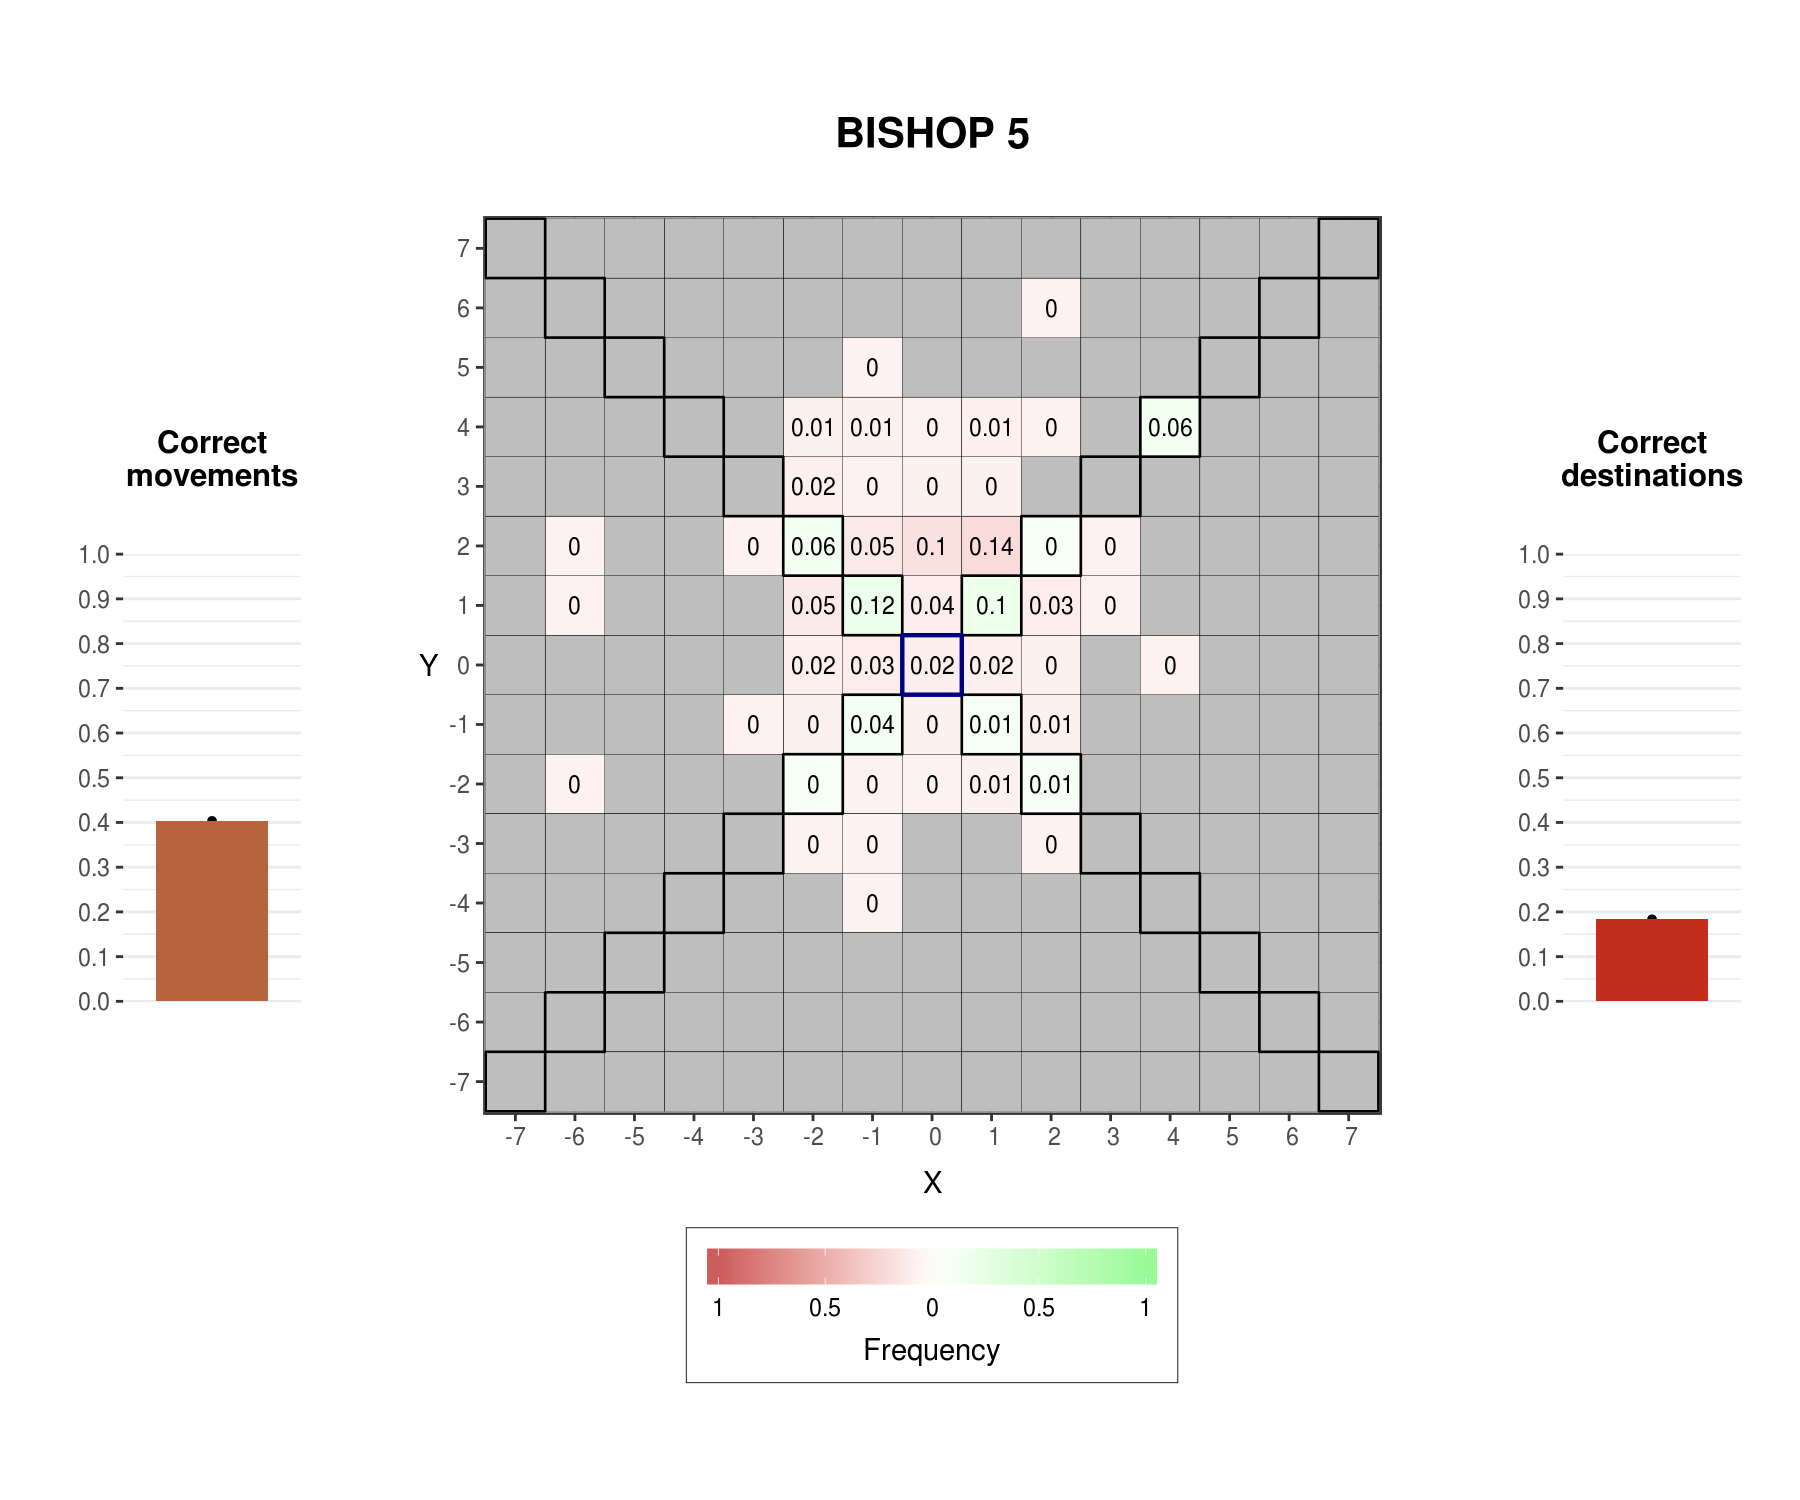 BISHOP 5
Correct
movements
1.0
0.9
0.8
0.7
0.6
0.5
0.4
0.3
0.2
0.1
0.0
Y
7
6 0
5 0
4 0.01 0.01 0 0.01 0 0.06
3 0.02 0 0 0
2 0 0 0.06 0.05 0.1 0.14 0 0
1 0 0.05 0.12 0.04 0.1 0.03 0
0 0.02 0.03 0.02 0.02 0 0
-1 0 0 0.04 0 0.01 0.01
-2 0 0 0 0 0.01 0.01
-3 0 0 0
-4 0
-5
-6
-7
-7 -6 -5 -4 -3 -2 -1 0 1 2 3 4 5 6 7
X
1 0.5 0 0.5 1
Frequency
Correct
destinations
1.0
0.9
0.8
0.7
0.6
0.5
0.4
0.3
0.2
0.1
0.0